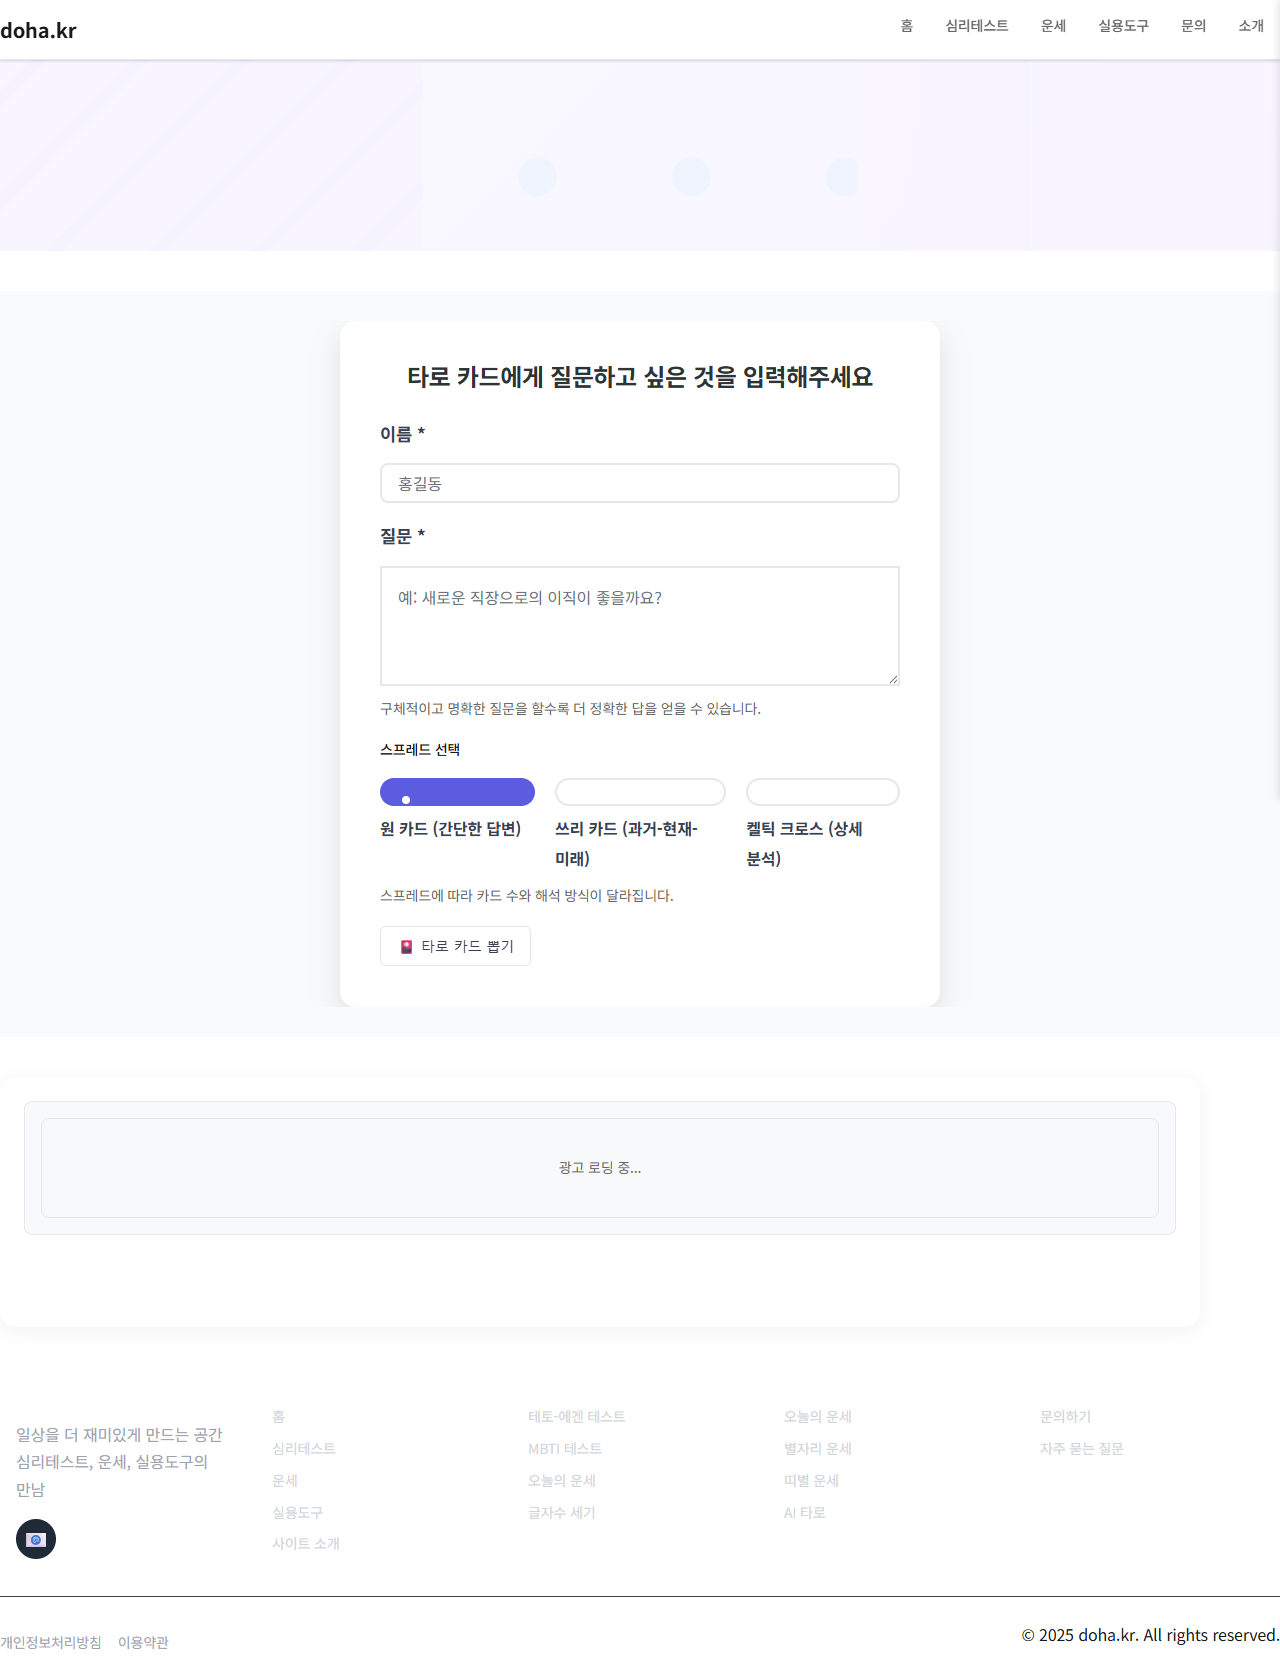 doha.kr
홈 심리테스트 운세 실용도구 문의 소개
타로 카드에게 질문하고 싶은 것을 입력해주세요
이름 *
홍길동
질문 *
예: 새로운 직장으로의 이직이 좋을까요?
구체적이고 명확한 질문을 할수록 더 정확한 답을 얻을 수 있습니다.
스프레드 선택
원 카드 (간단한 답변)
쓰리 카드 (과거-현재-
미래)
켈틱 크로스 (상세
분석)
스프레드에 따라 카드 수와 해석 방식이 달라집니다.
타로 카드 뽑기
광고 로딩 중...
일상을 더 재미있게 만드는 공간
심리테스트, 운세, 실용도구의
만남
홈
심리테스트
운세
실용도구
사이트 소개
테토-에겐 테스트
MBTI 테스트
오늘의 운세
글자수 세기
오늘의 운세
별자리 운세
띠별 운세
AI 타로
문의하기
자주 묻는 질문
개인정보처리방침 이용약관
© 2025 doha.kr. All rights reserved.